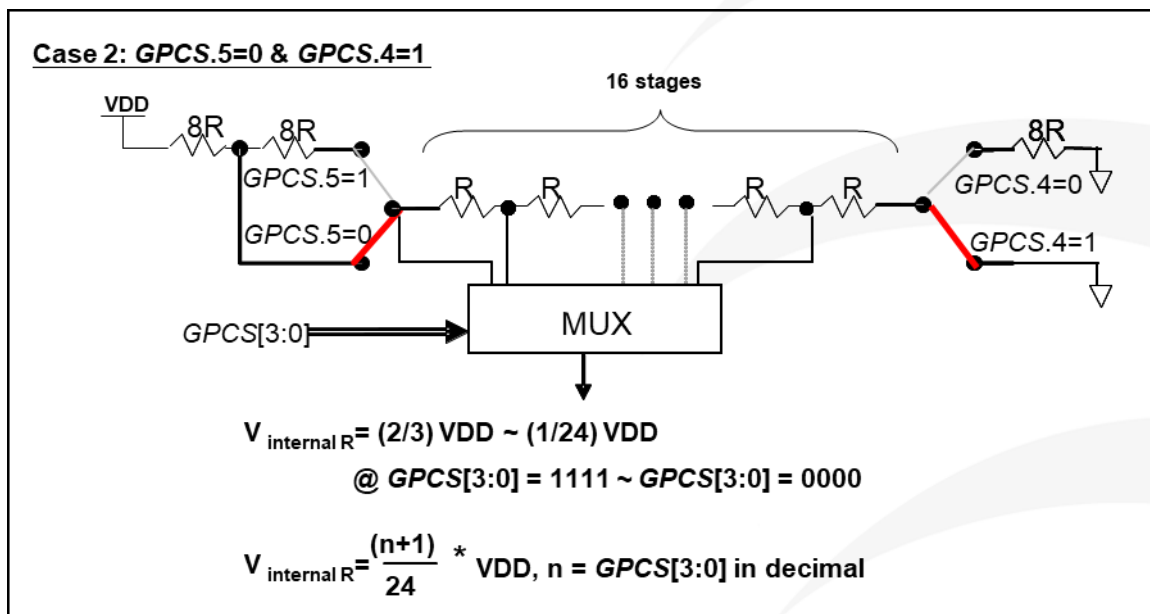 Case 2: GPCS.5=0 & GPCS.4=1
16 stages
VDD
8R
8R
8R
GPCS.5=1
R
R
R
R
GPCS.4=0
GPCS.5=0
GPCS.4=1
MUX
GPCS[3:0]
V internal R= (2/3) VDD ~ (1/24) VDD
@ GPCS[3:0] = 1111 ~ GPCS[3:0] = 0000
V internal R= (n+1)
24
* VDD, n = GPCS[3:0] in decimal